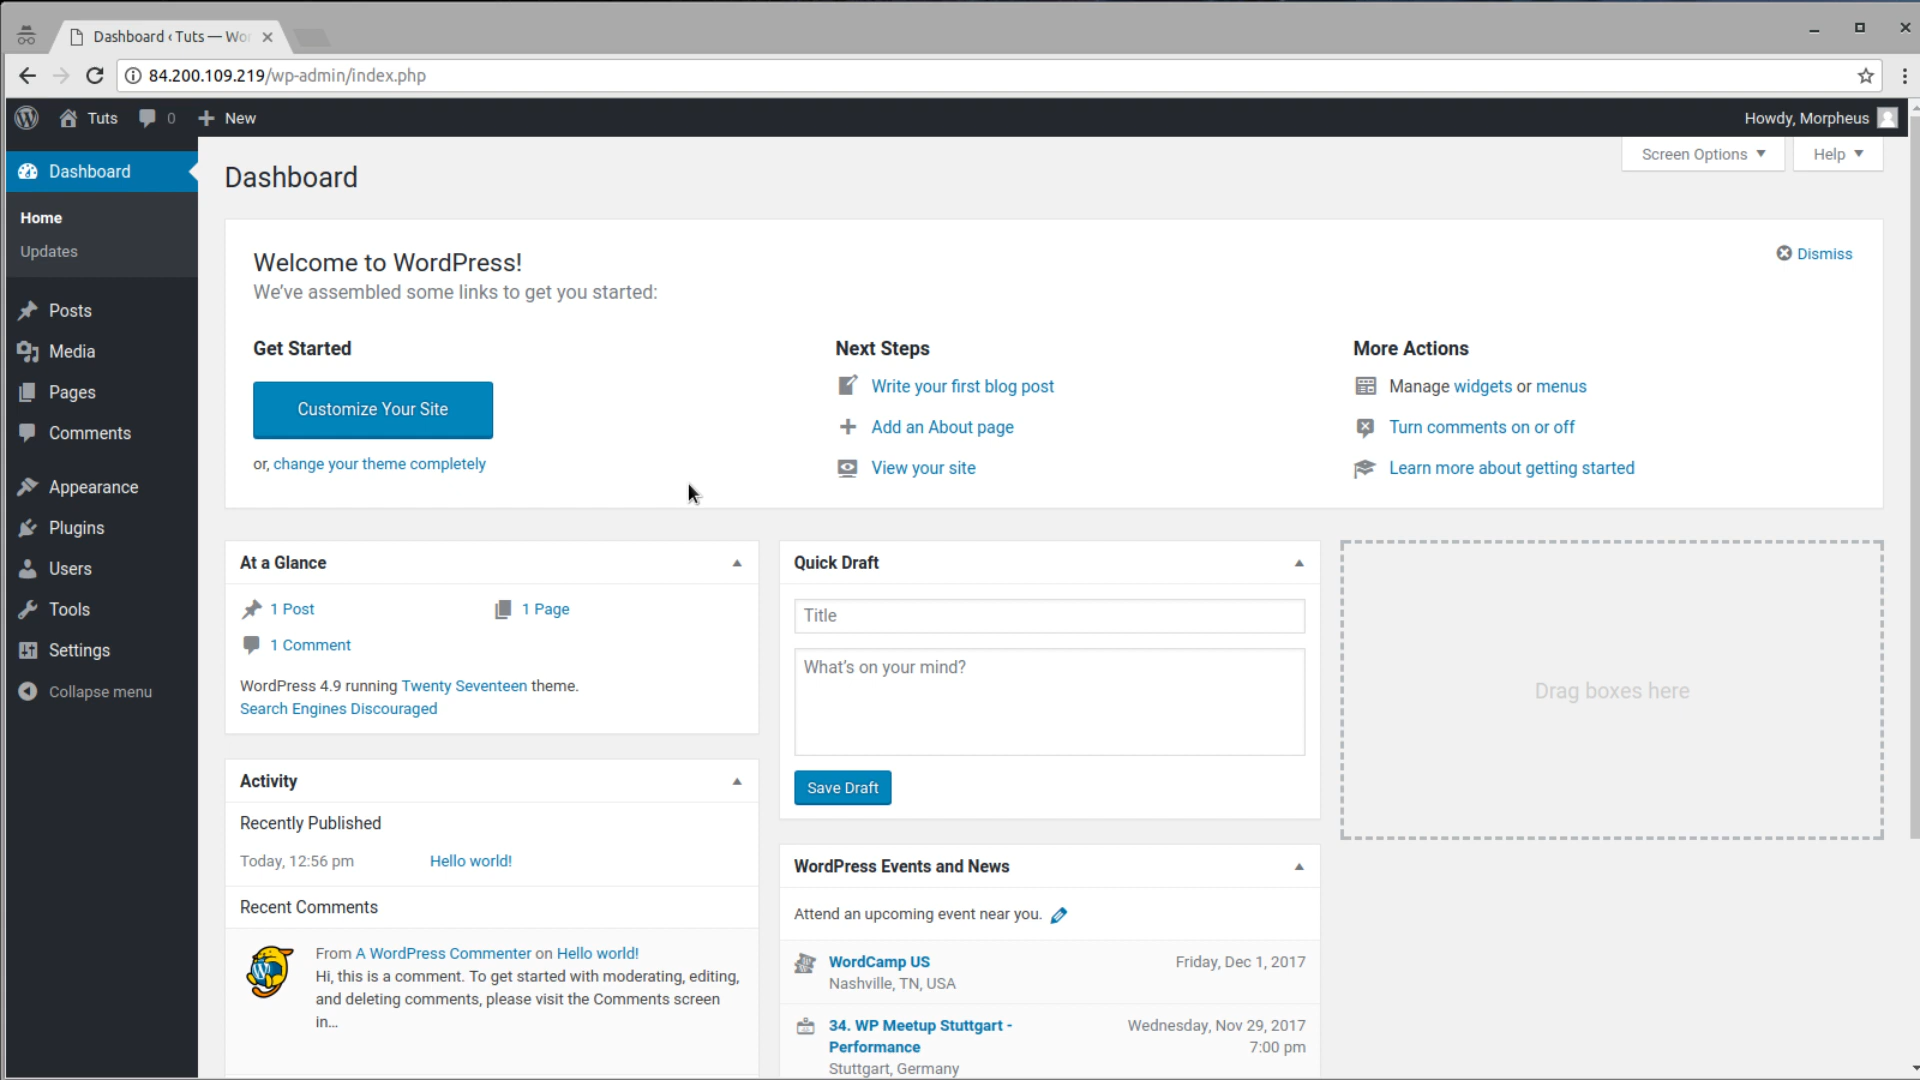 Dashboard ‹ Tuts — Wo
84.200.109.219/wp-admin/index.php
Tuts 0 New
Howdy, Morpheus
Dashboard
Home
Updates
Posts
Media
Pages
Comments
Appearance
Plugins
Users
Tools
Settings
Collapse menu
Dashboard
Screen Options
Help
Welcome to WordPress!
We've assembled some links to get you started:
Dismiss
Get Started
Customize Your Site
or, change your theme completely
Next Steps
Write your first blog post
Add an About page
View your site
More Actions
Manage widgets or menus
Turn comments on or off
Learn more about getting started
At a Glance
1 Post
1 Page
1 Comment
WordPress 4.9 running Twenty Seventeen theme.
Search Engines Discouraged
Activity
Recently Published
Today, 12:56 pm Hello world!
Recent Comments
From A WordPress Commenter on Hello world!
Hi, this is a comment. To get started with moderating, editing,
and deleting comments, please visit the Comments screen
in...
Quick Draft
Title
What's on your mind?
Save Draft
WordPress Events and News
Attend an upcoming event near you.
WordCamp US Friday, Dec 1, 2017
Nashville, TN, USA
34. WP Meetup Stuttgart - Wednesday, Nov 29, 2017
Performance 7:00 pm
Stuttgart, Germany
Drag boxes here